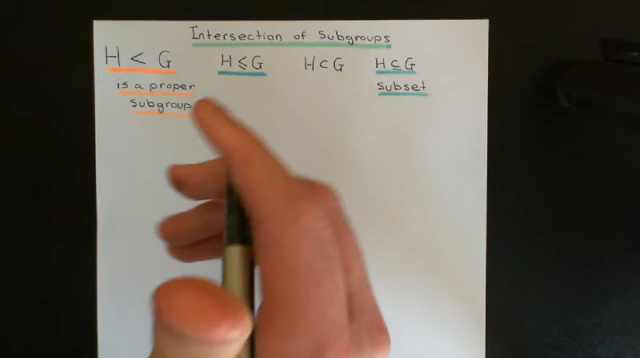 Intersection of Subgroups
H < G H ≤ G H ⊂ G H ⊆ G
is a proper subset
subgroup